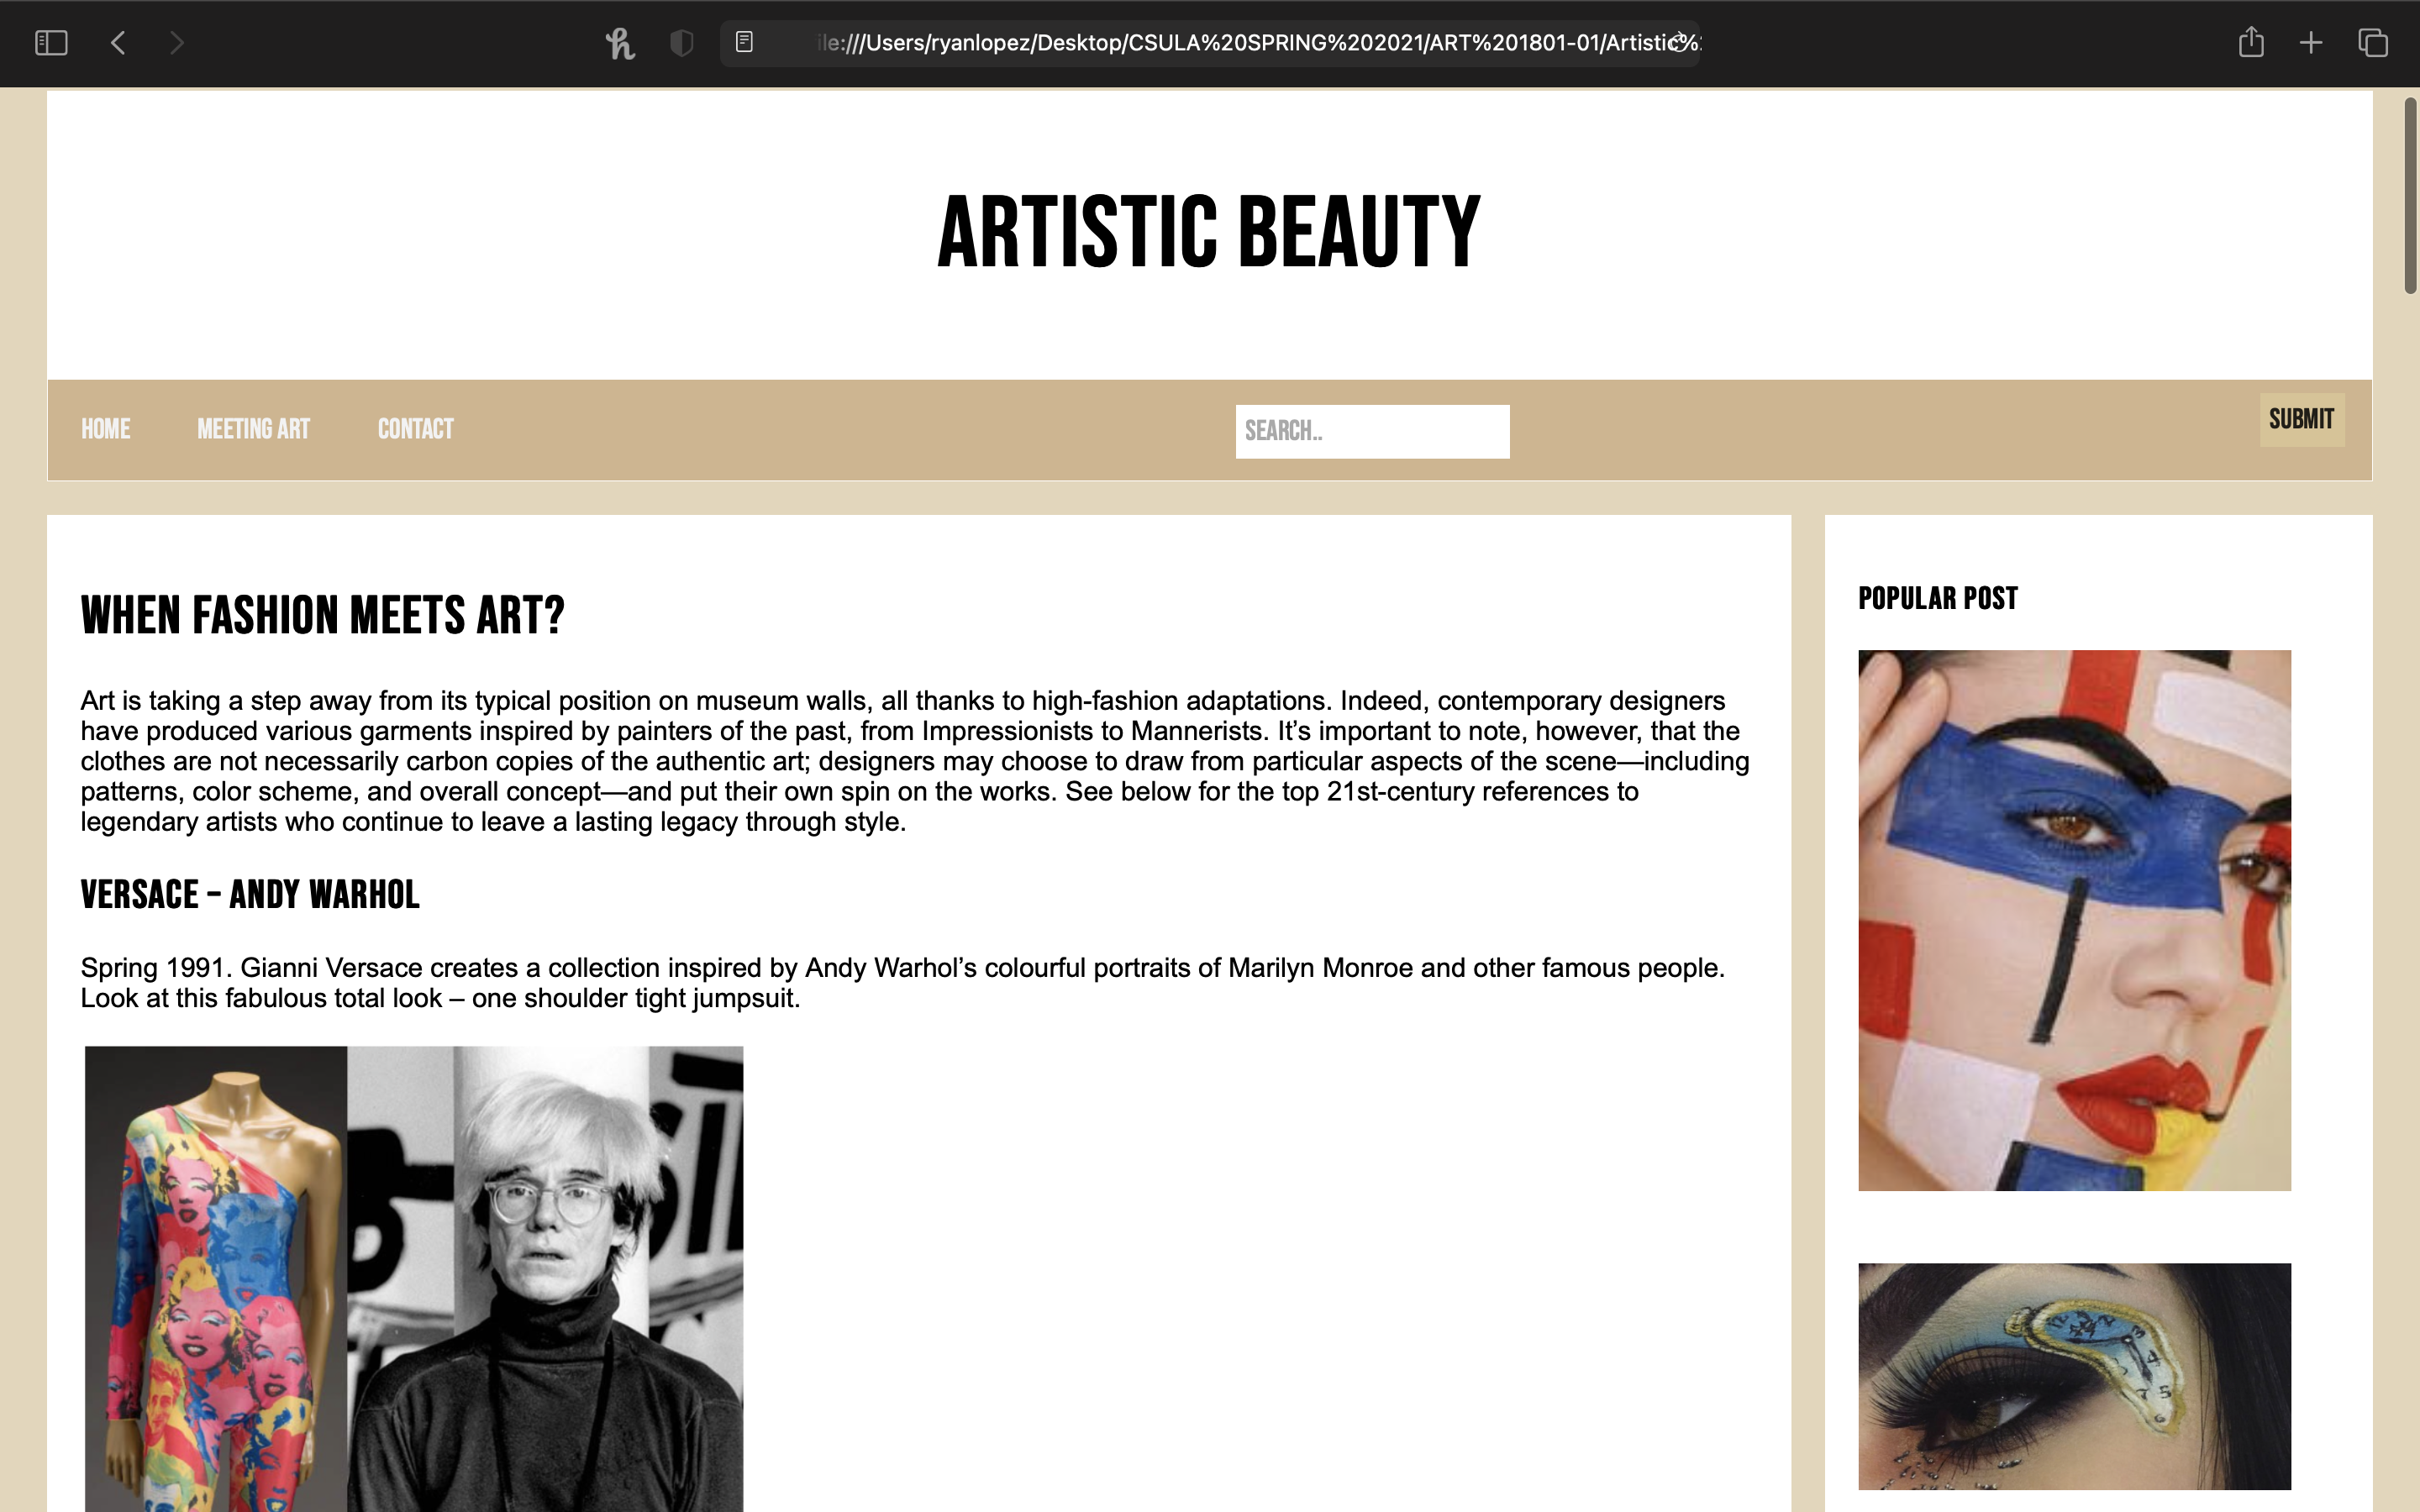 ile:///Users/ryanlopez/Desktop/CSULA%20SPRING%202021/ART%201801-01/Artistic%
ARTISTIC BEAUTY
HOME
MEETING ART
CONTACT
SEARCH..
SUBMIT
WHEN FASHION MEETS ART?
Art is taking a step away from its typical position on museum walls, all thanks to high-fashion adaptations. Indeed, contemporary designers
have produced various garments inspired by painters of the past, from Impressionists to Mannerists. It’s important to note, however, that the
clothes are not necessarily carbon copies of the authentic art; designers may choose to draw from particular aspects of the scene—including
patterns, color scheme, and overall concept—and put their own spin on the works. See below for the top 21st-century references to
legendary artists who continue to leave a lasting legacy through style.
VERSACE – ANDY WARHOL
Spring 1991. Gianni Versace creates a collection inspired by Andy Warhol’s colourful portraits of Marilyn Monroe and other famous people.
Look at this fabulous total look – one shoulder tight jumpsuit.
POPULAR POST